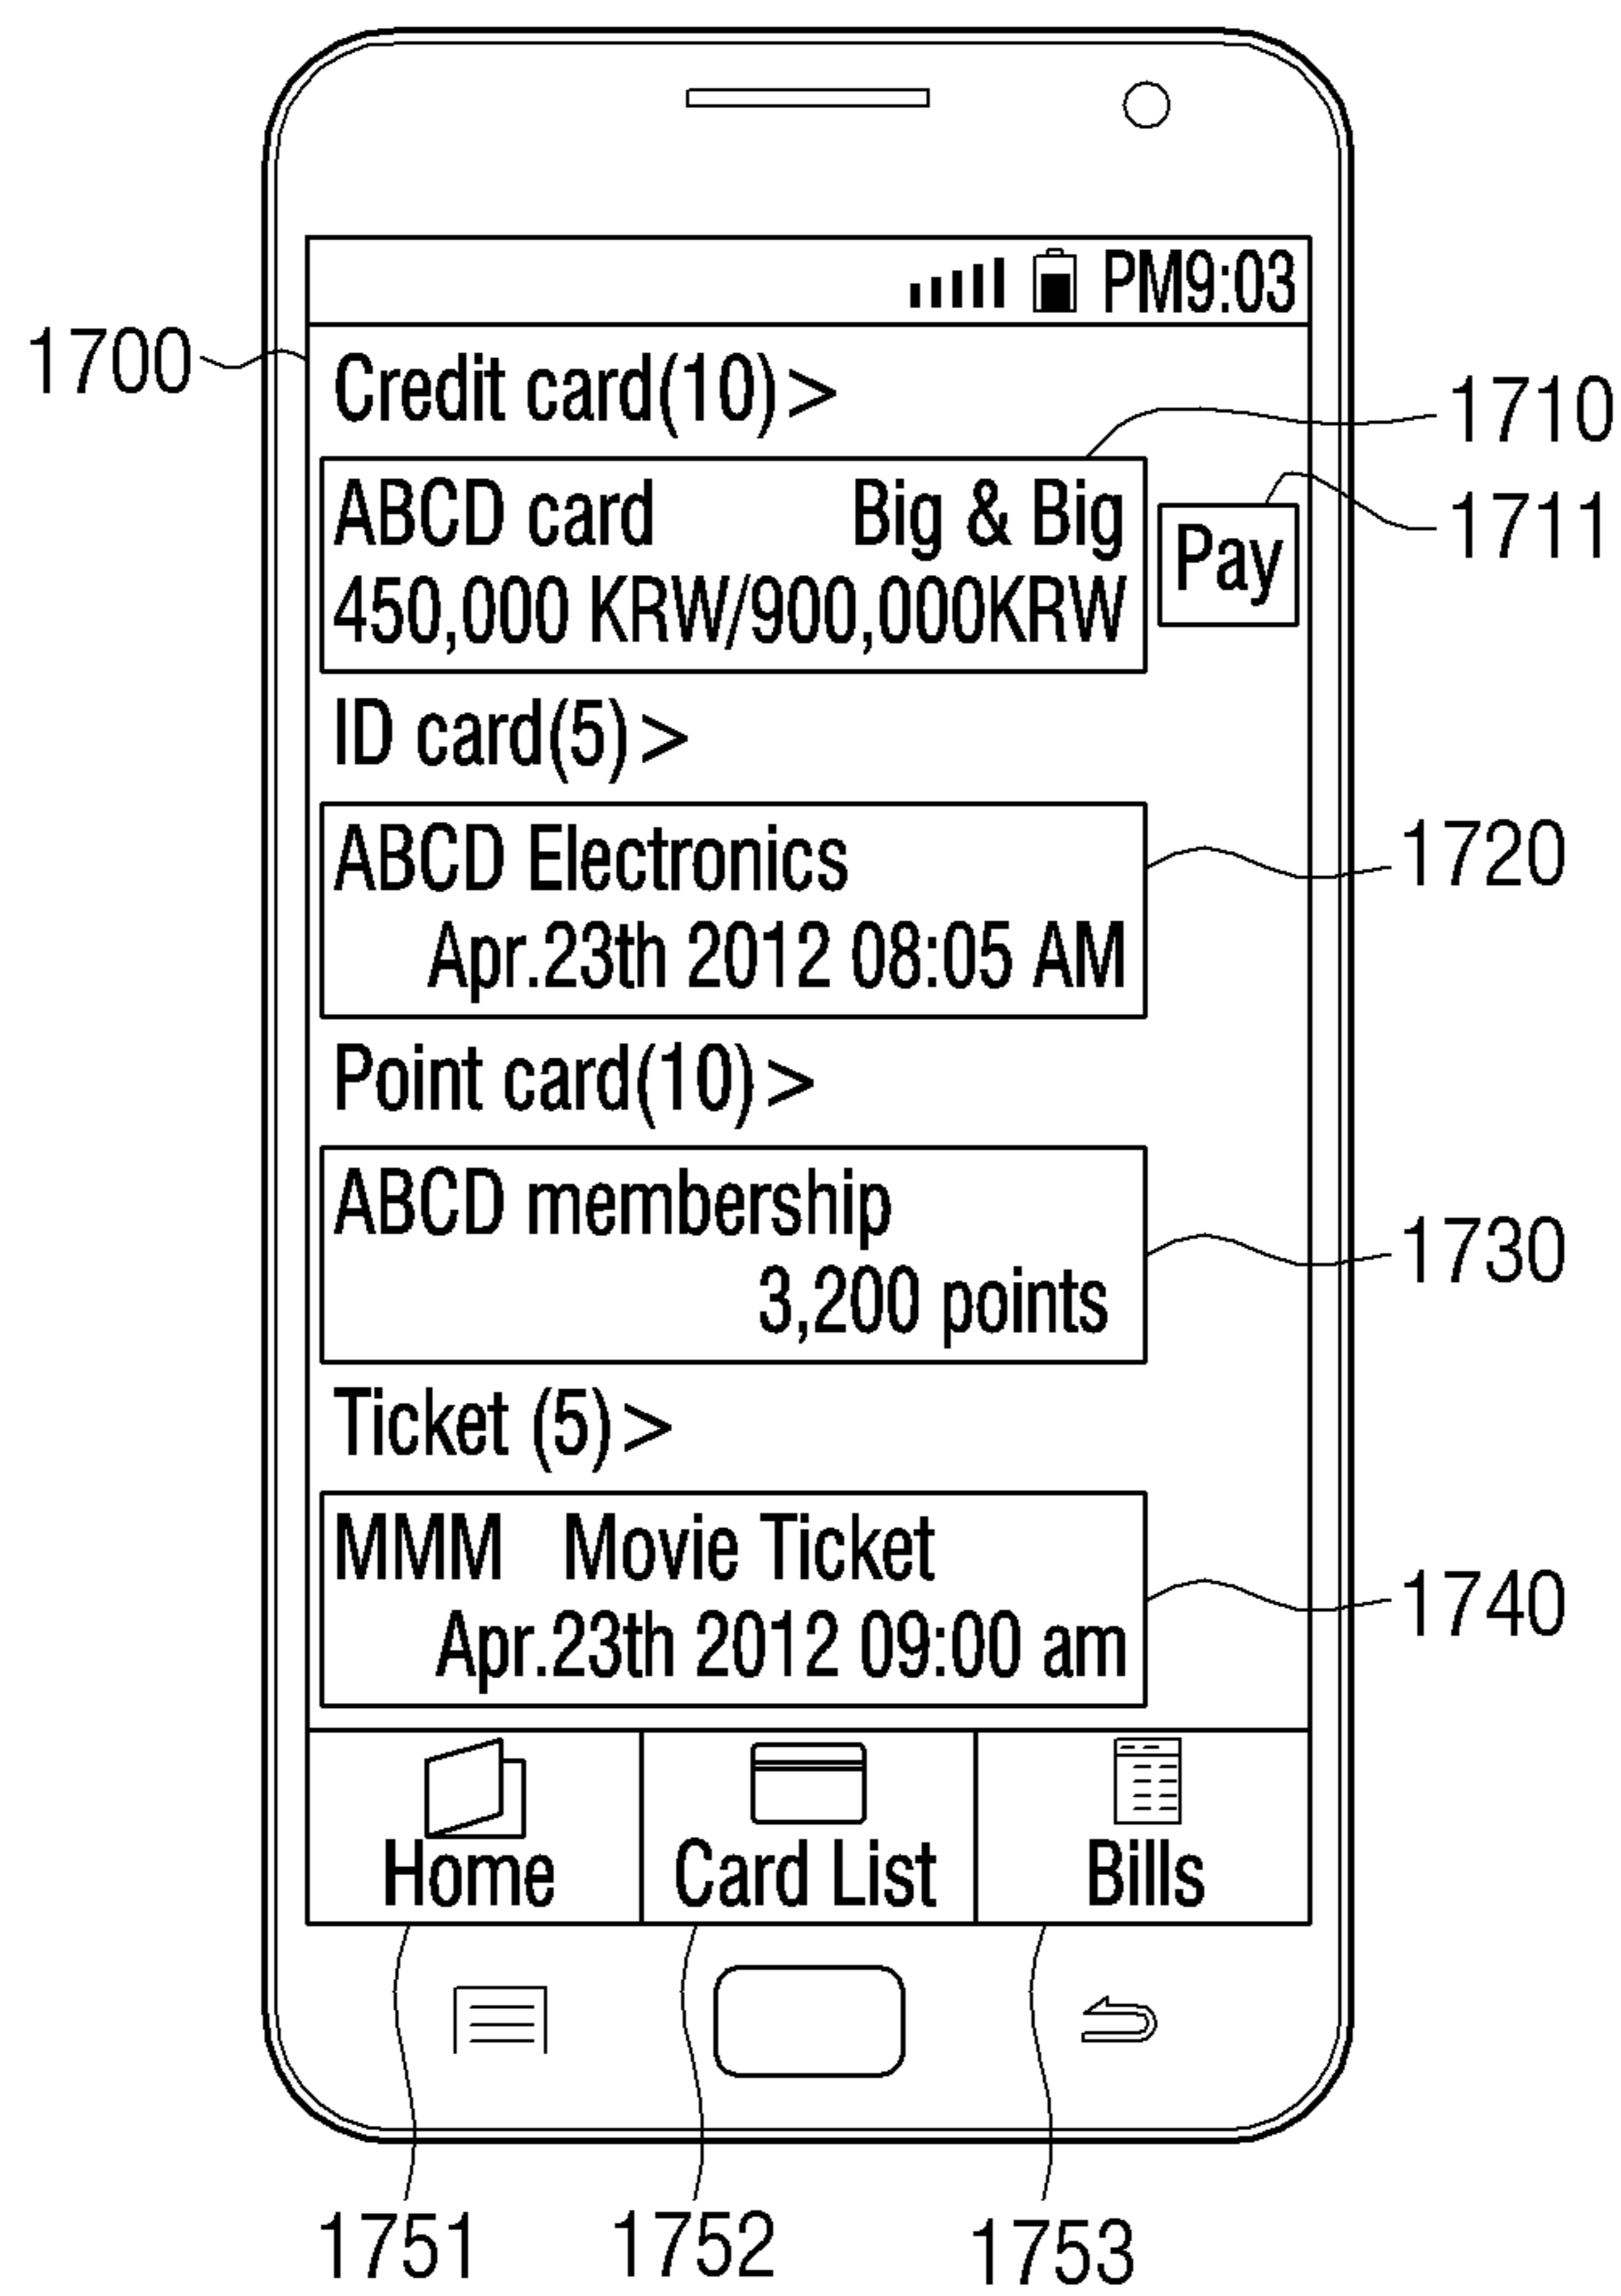 PM9:03
1700
Credit card(10)>
1710
ABCD card Big & Big
1711
Pay
450,000 KRW/900,000KRW
ID card(5)>
ABCD Electronics
1720
Apr.23th 2012 08:05 AM
Point card(10)>
ABCD membership
1730
3,200 points
Ticket (5)>
MMM Movie Ticket
1740
Apr.23th 2012 09:00 am
Home Card List Bills
1751 1752 1753